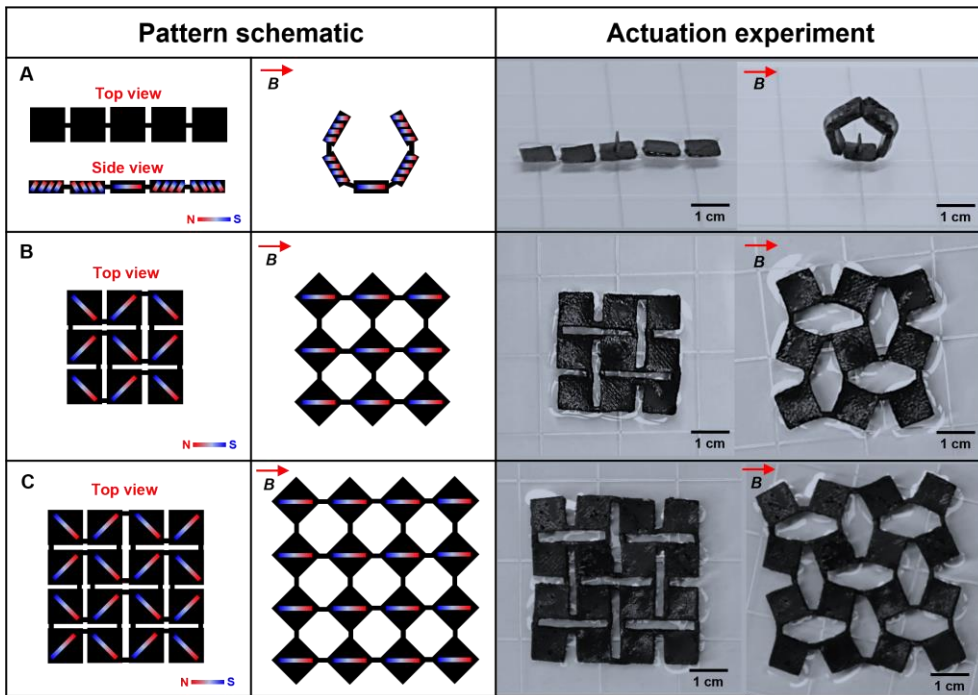 Pattern schematic
Actuation experiment
A
Top view
Side view
N S
B
1 cm
B
1 cm
B
Top view
N S
B
1 cm
B
1 cm
C
Top view
N S
B
1 cm
B
1 cm